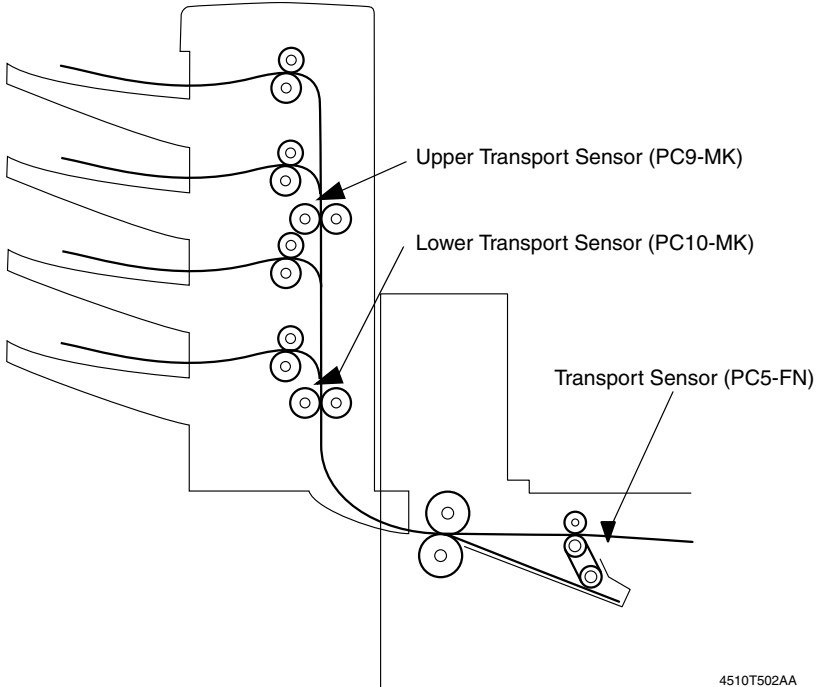 Upper Transport Sensor (PC9-MK)
Lower Transport Sensor (PC10-MK)
Transport Sensor (PC5-FN)
4510T502AA